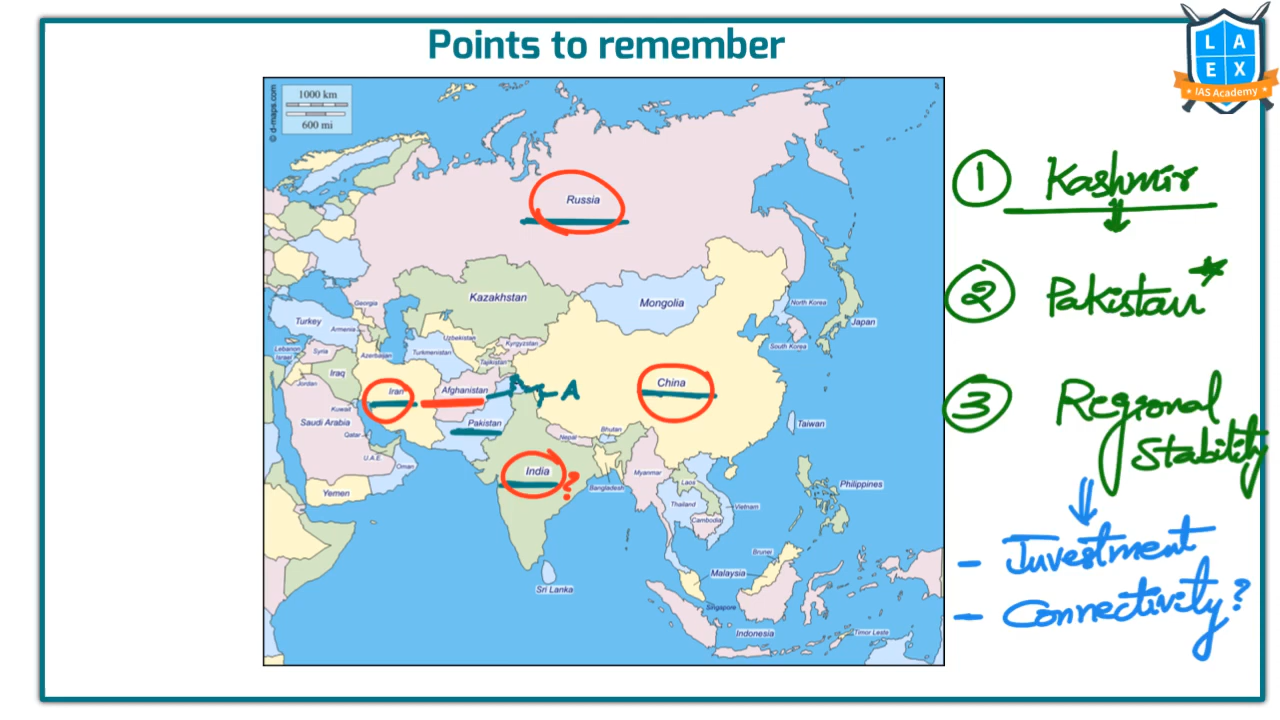 Points to remember
L A
E X
IAS Academy
© d-maps.com
1000 km
600 mi
Russia
Kazakhstan
Mongolia
Georgia
Turkey
Armenia
Azerbaijan
Uzbekistan
Turkmenistan
Kyrgyzstan
Tajikistan
North Korea
South Korea
Japan
Lebanon
Israel
Syria
Jordan
Iraq
Iran
Kuwait
Afghanistan
A
China
Saudi Arabia
Qatar
U.A.E.
Oman
Yemen
Pakistan
Nepal
Bhutan
India
?
Bangladesh
Myanmar
Laos
Thailand
Vietnam
Cambodia
Taiwan
Philippines
Sri Lanka
Brunei
Malaysia
Singapore
Indonesia
Timor Leste
1 Kashmir
2 Pakistan*
3 Regional
Stability
- Investment
- Connectivity?